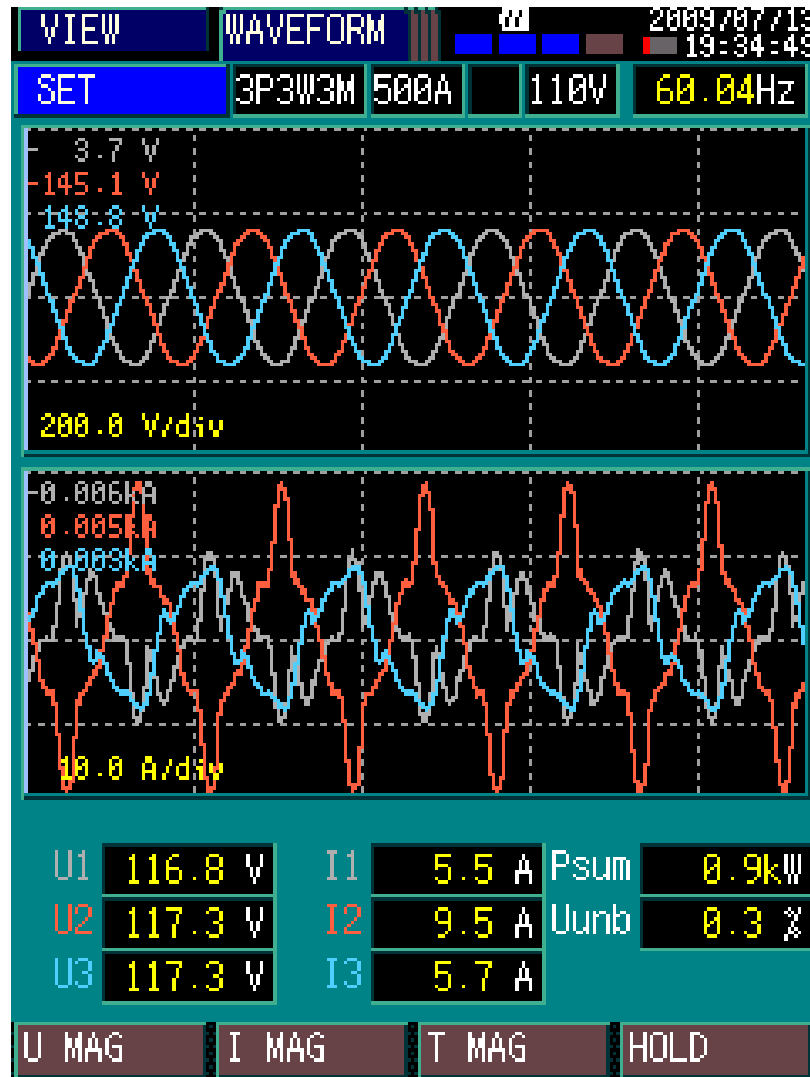 VIEW WAVEFORM W 2009/07/13
19:34:49
SET 3P3W3M 500A 110V 60.04Hz
- 3.7 V
-145.1 V
148.8 V
200.0 V/div
-0.006kA
0.005kA
0.003kA
10.0 A/div
U1 116.8 V I1 5.5 A Psum 0.9kW
U2 117.3 V I2 9.5 A Uunb 0.3 %
U3 117.3 V I3 5.7 A
U MAG I MAG T MAG HOLD